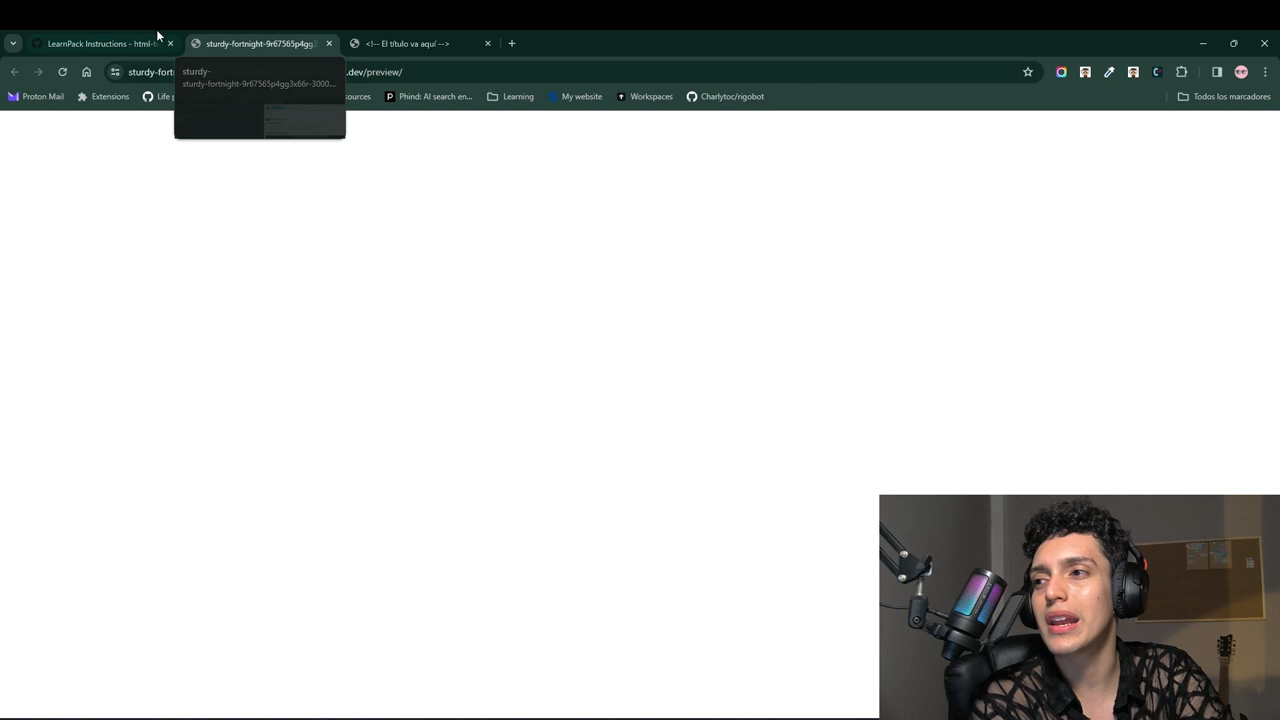 LearnPack Instructions - html-t
sturdy-fortnight-9r67565p4gg3
<!-- El título va aquí -->
sturdy-fort
.dev/preview/
sturdy-
sturdy-fortnight-9r67565p4gg3x66r-3000...
Proton Mail
Extensions
Life
sources
Phind: AI search en...
Learning
My website
Workspaces
Charlytoc/rigobot
Todos los marcadores